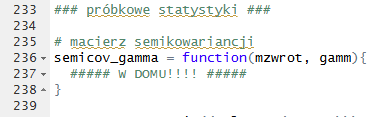 233 ### próbkowe statystyki ###
234
235 # macierz semikowariancji
236 semicov_gamma = function(mzwrot, gamm){
237 ##### W DOMU!!!! #####
238 }
239